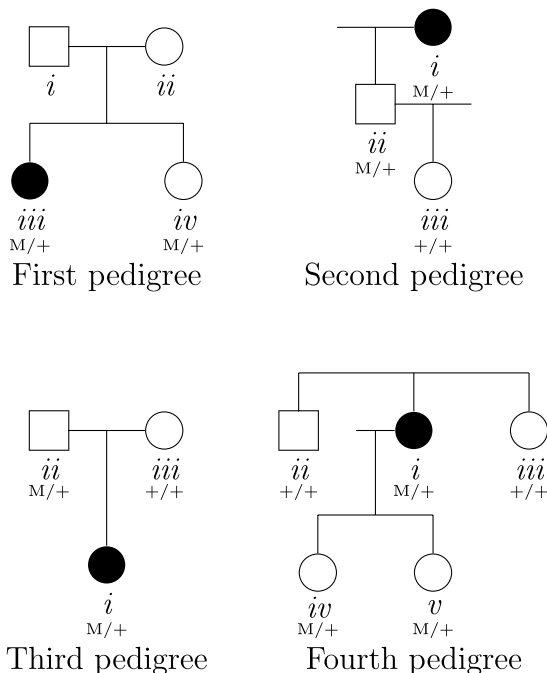 i ii
iii iv
M/+ M/+
First pedigree
i
M/+
ii
M/+
iii
+/+
Second pedigree
ii iii
M/+ +/+
i
M/+
Third pedigree
ii i iii
+/+ M/+ +/+
iv v
M/+ M/+
Fourth pedigree